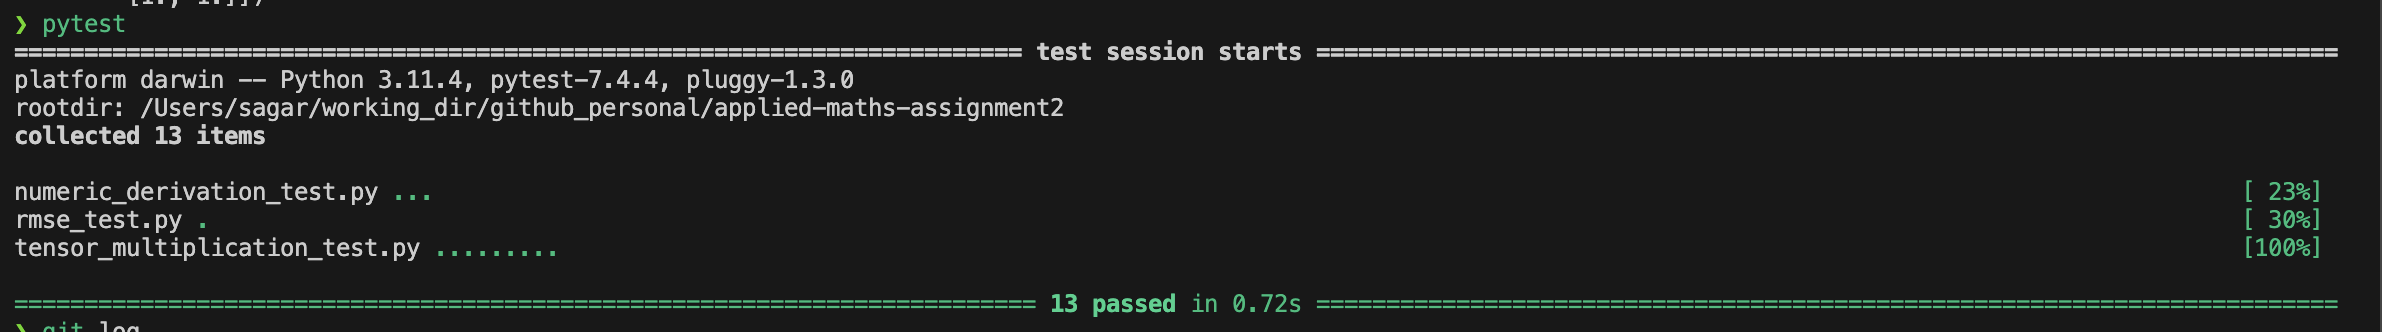 ❯ pytest
========================================================================= test session starts =========================================================================
platform darwin -- Python 3.11.4, pytest-7.4.4, pluggy-1.3.0
rootdir: /Users/sagar/working_dir/github_personal/applied-maths-assignment2
collected 13 items
numeric_derivation_test.py ... [ 23%]
rmse_test.py . [ 30%]
tensor_multiplication_test.py ......... [100%]
========================================================================== 13 passed in 0.72s ==========================================================================
❯ git log